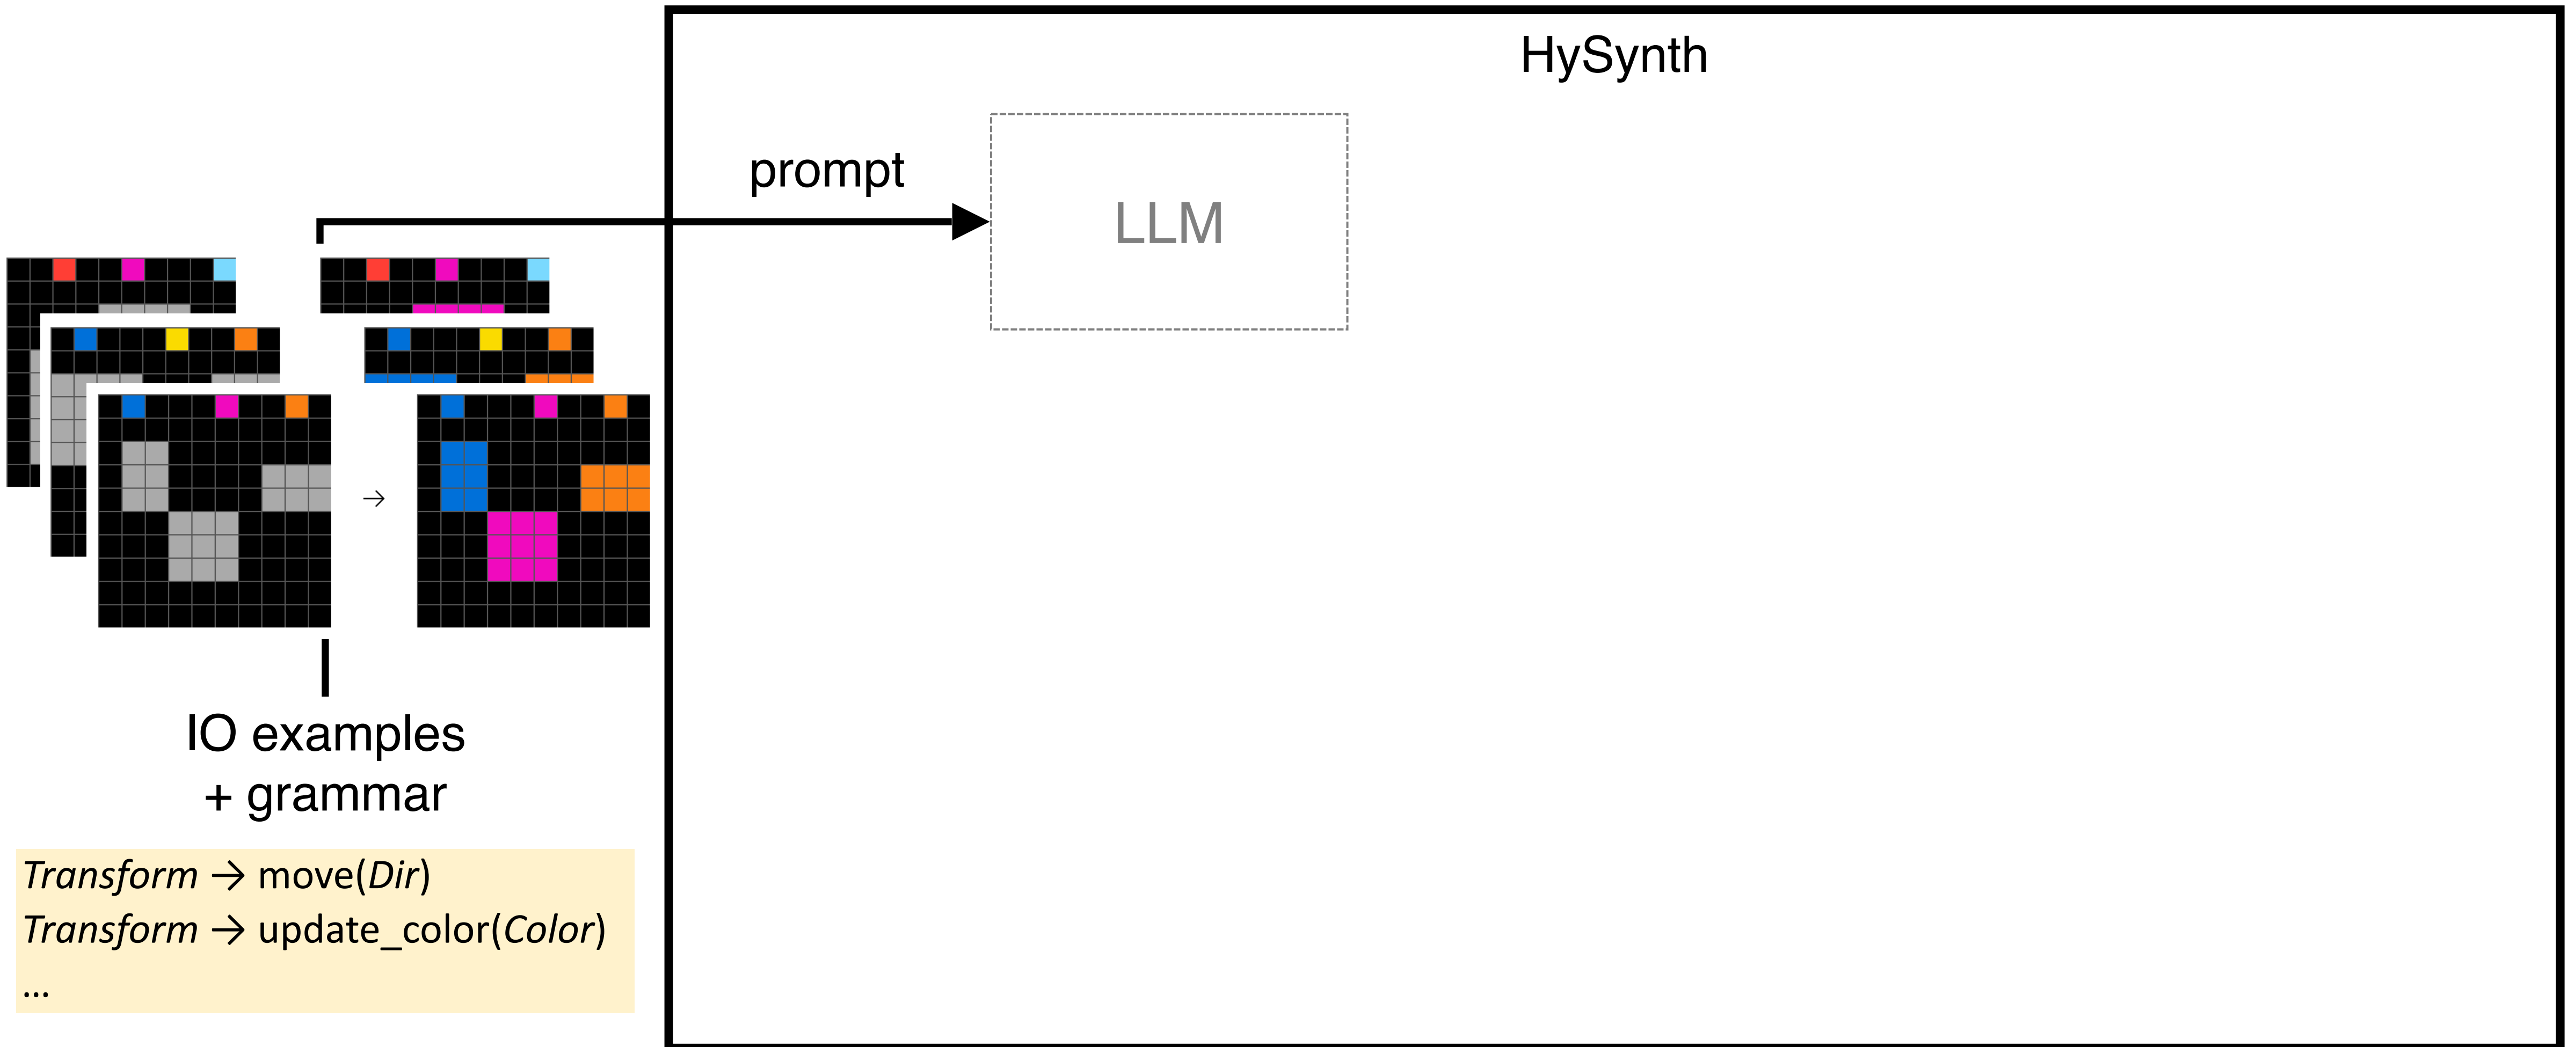 HySynth
prompt
LLM
→
IO examples
+ grammar
Transform → move(Dir)
Transform → update_color(Color)
...